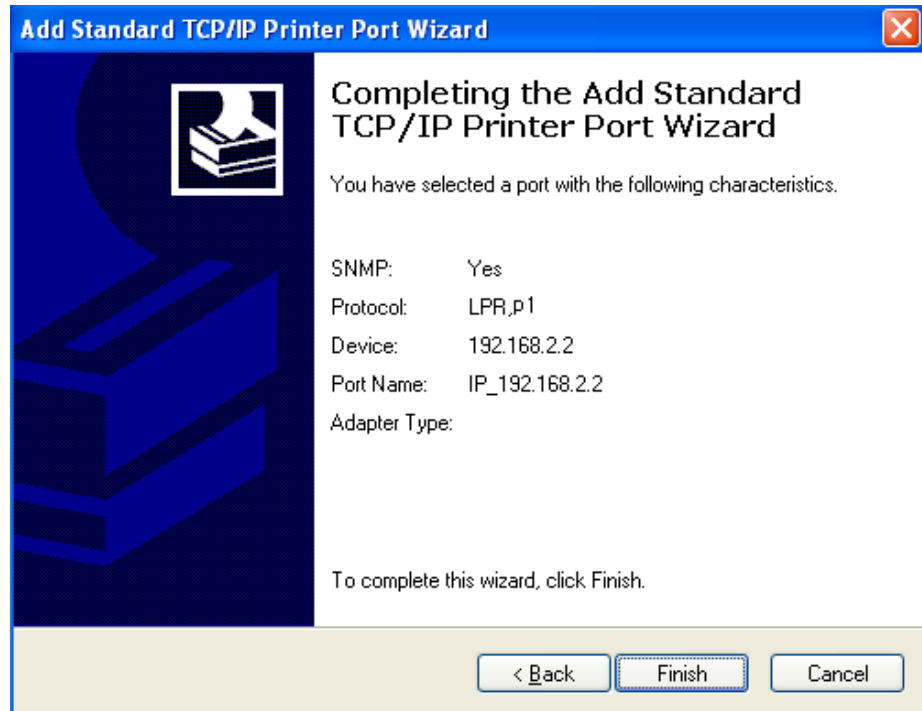 Add Standard TCP/IP Printer Port Wizard
Completing the Add Standard
TCP/IP Printer Port Wizard
You have selected a port with the following characteristics.
SNMP: Yes
Protocol: LPR,p1
Device: 192.168.2.2
Port Name: IP_192.168.2.2
Adapter Type:
To complete this wizard, click Finish.
< Back Finish Cancel